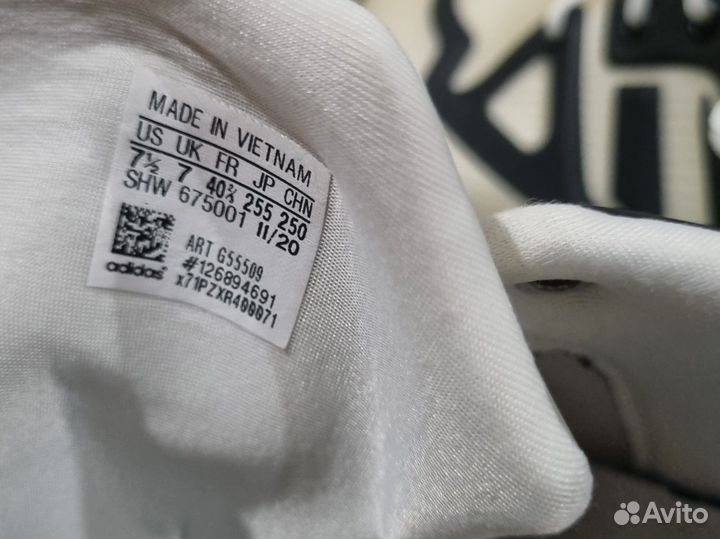 MADE IN VIETNAM
US UK FR JP CHN
7½ 7 40⅔ 255 250
SHW 675001 11/20
ART G55509
#126894691
x71PZXR400071
adidas
Avito